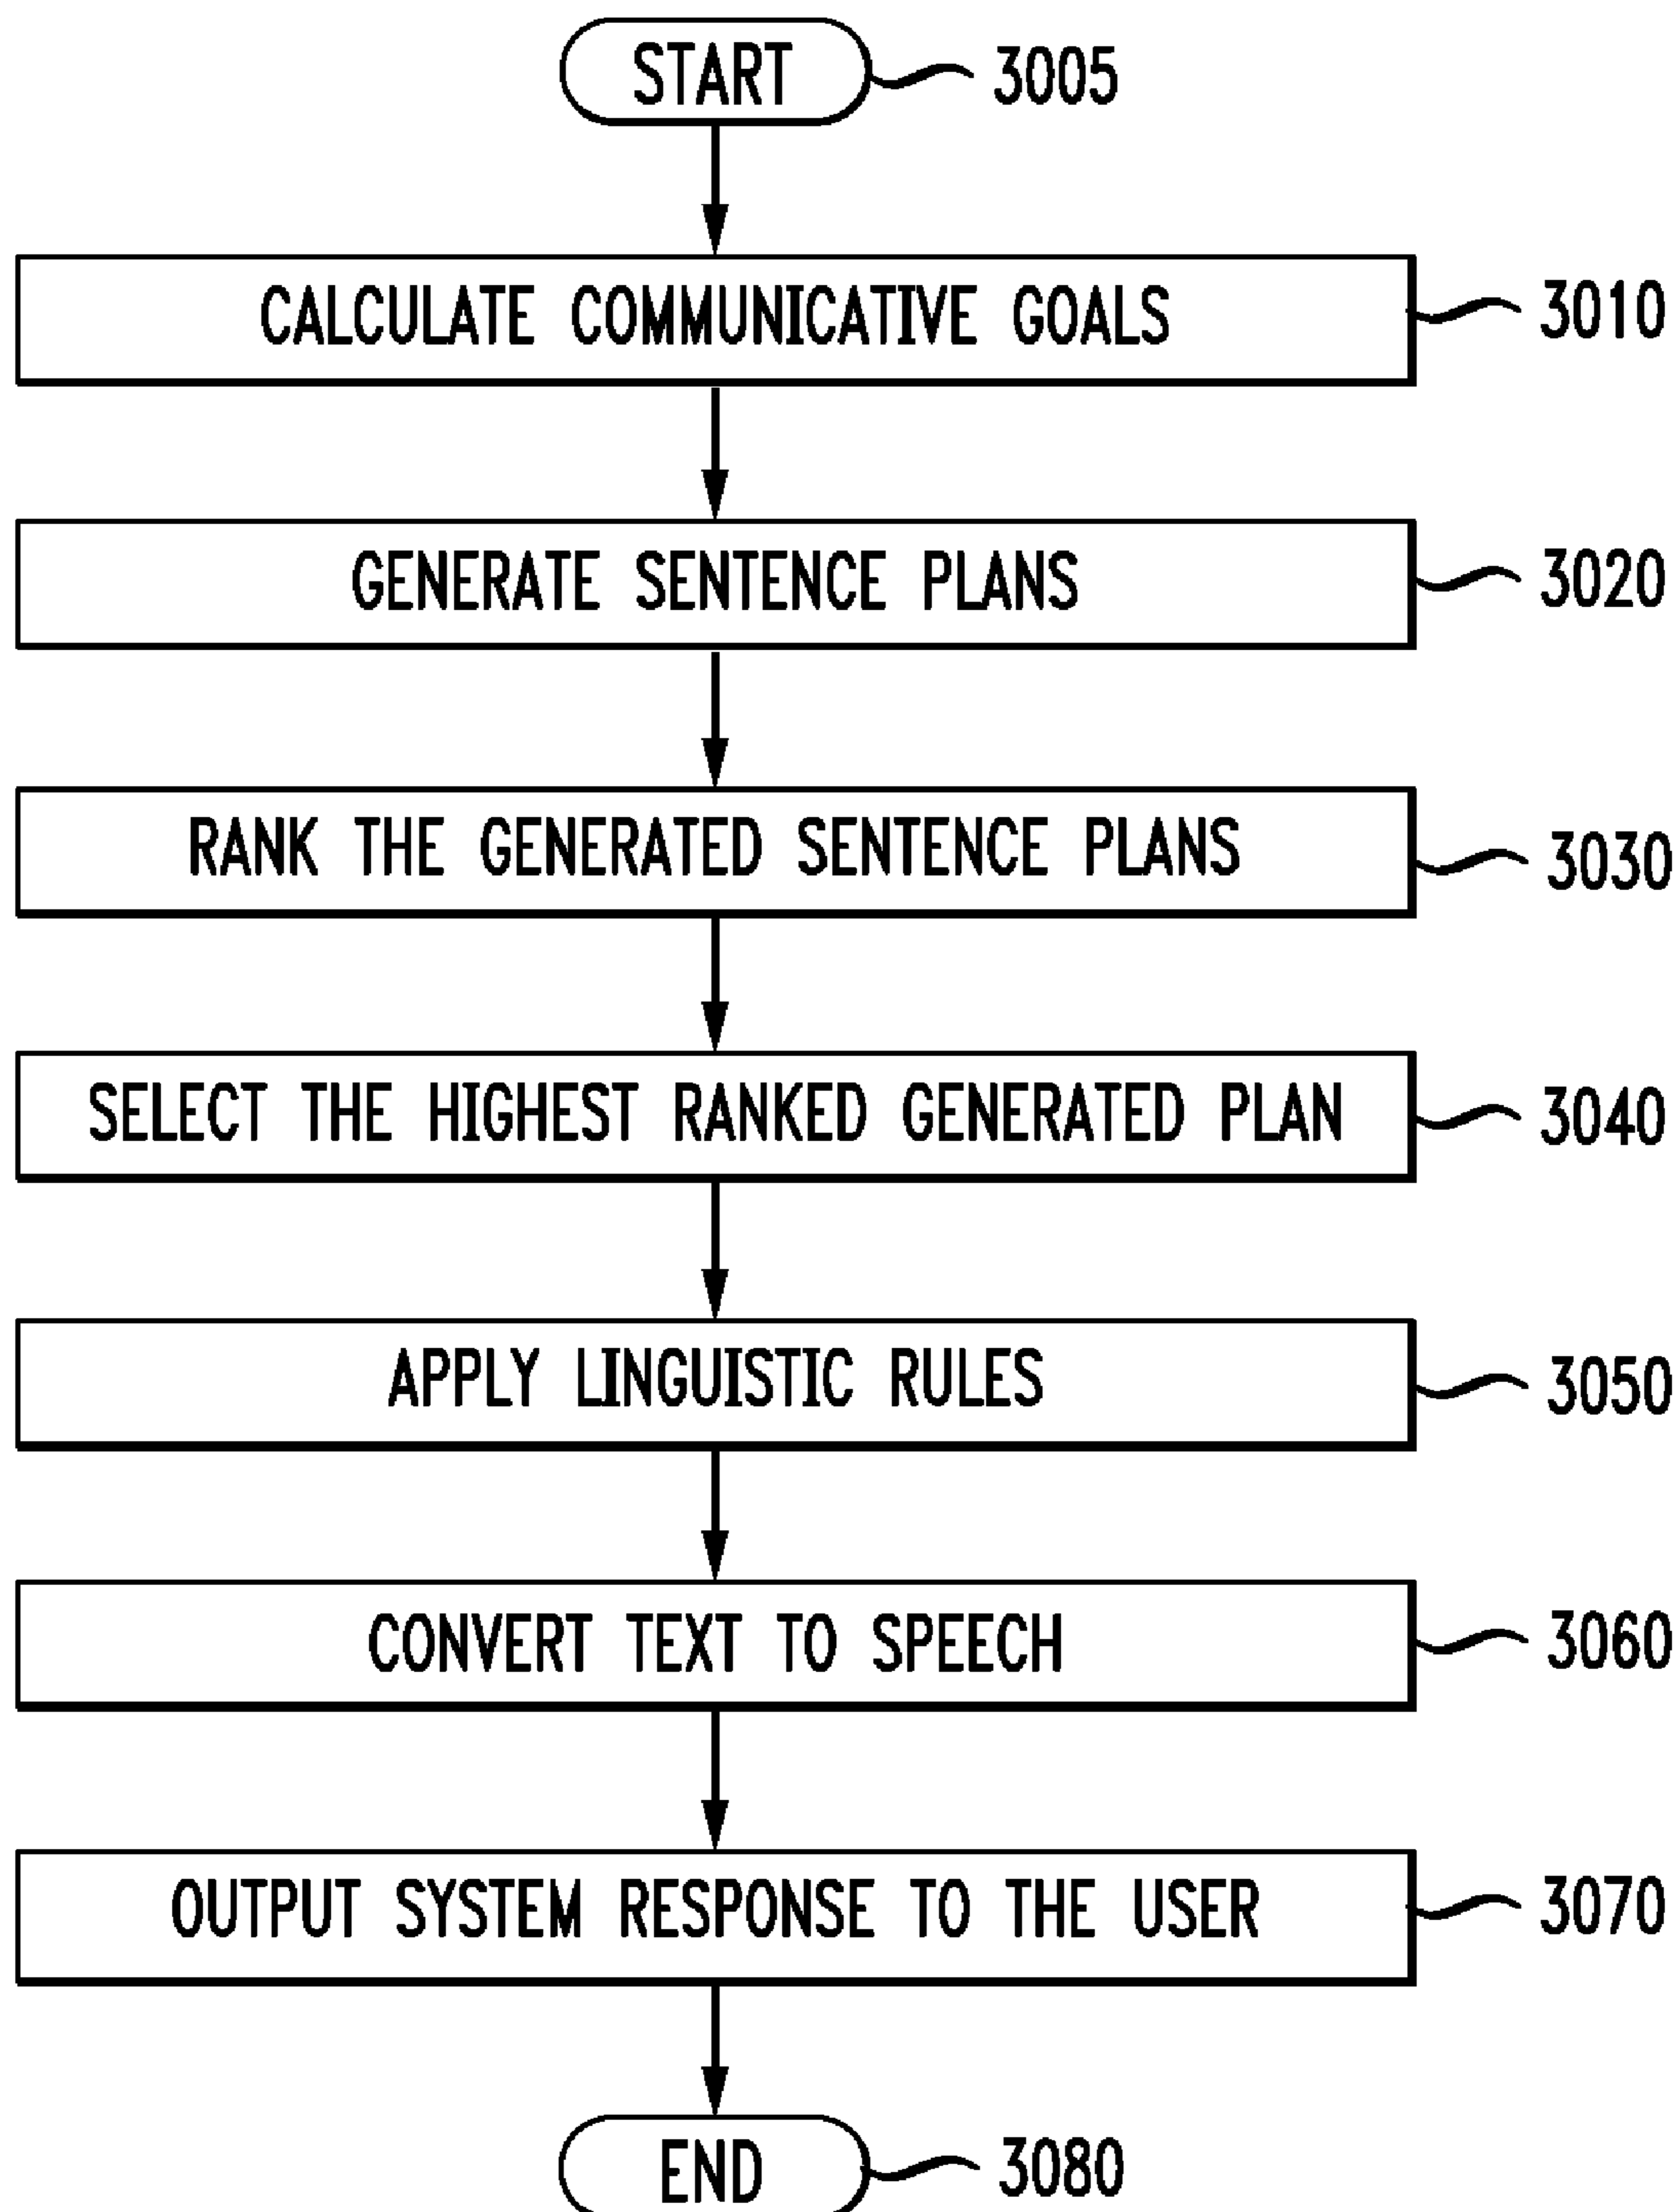 START
3005
CALCULATE COMMUNICATIVE GOALS
3010
GENERATE SENTENCE PLANS
3020
RANK THE GENERATED SENTENCE PLANS
3030
SELECT THE HIGHEST RANKED GENERATED PLAN
3040
APPLY LINGUISTIC RULES
3050
CONVERT TEXT TO SPEECH
3060
OUTPUT SYSTEM RESPONSE TO THE USER
3070
END
3080